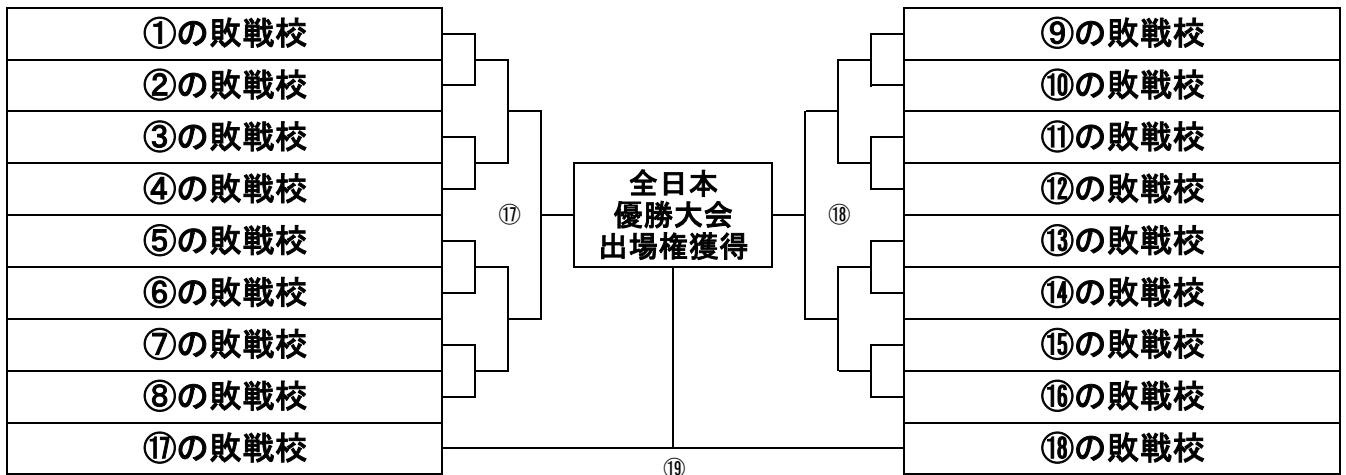 ①の敗戦校
②の敗戦校
③の敗戦校
④の敗戦校
⑤の敗戦校
⑥の敗戦校
⑦の敗戦校
⑧の敗戦校
⑰の敗戦校
⑰
全日本
優勝大会
出場権獲得
⑱
⑲
⑨の敗戦校
⑩の敗戦校
⑪の敗戦校
⑫の敗戦校
⑬の敗戦校
⑭の敗戦校
⑮の敗戦校
⑯の敗戦校
⑱の敗戦校